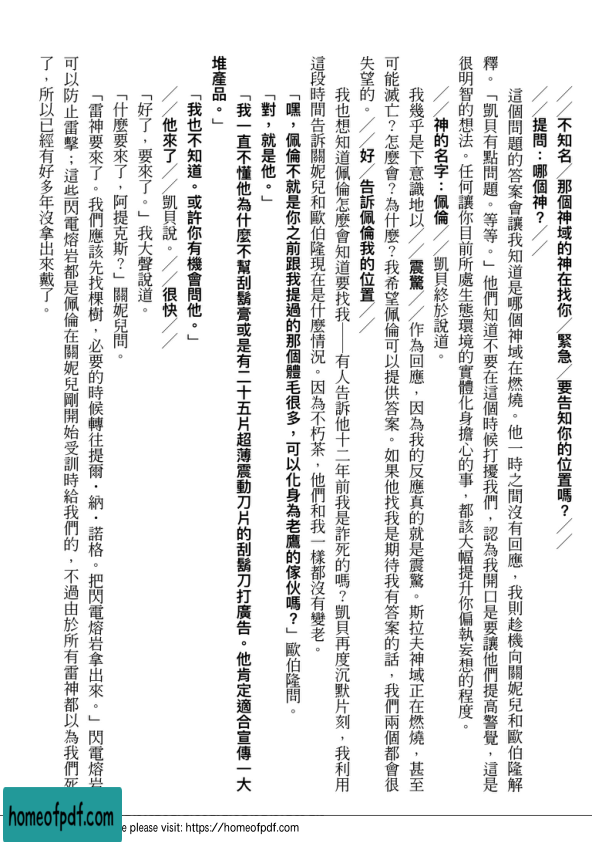 ／／不知名／那個神域的神在找你／緊急／要告知你的位置嗎？／／
／／提問：哪個神？／／
這個問題的答案會讓我知道是哪個神域在燃燒。他一時之間沒有回應，我則趁機向關妮兒和歐伯隆解
釋。「凱貝有點問題。等等。」他們知道不要在這個時候打擾我們，認為我開口是要讓他們提高警覺，這是
很明智的想法。任何讓你目前所處生態環境的實體化身擔心的事，都該大幅提升你偏執妄想的程度。
／／神的名字：佩倫／／凱貝終於說道。
我幾乎是下意識地以／／震驚／／作為回應，因為我的反應真的就是震驚。斯拉夫神域正在燃燒，甚至
可能滅亡？怎麼會？為什麼？我希望佩倫可以提供答案。如果他找我是期待我有答案的話，我們兩個都會很
失望的。／／好／告訴佩倫我的位置／／
我也想知道佩倫怎麼會知道要找我——有人告訴他十二年前我是詐死的嗎？凱貝再度沉默片刻，我利用
這段時間告訴關妮兒和歐伯隆現在是什麼情況。因為不朽茶，他們和我一樣都沒有變老。
「嘿，佩倫不就是你之前跟我提過的那個體毛很多，可以化身為老鷹的傢伙嗎？」歐伯隆問。
「對，就是他。」
「我一直不懂他為什麼不幫刮鬍膏或是有二十五片超薄震動刀片的刮鬍刀打廣告。他肯定適合宣傳一大
堆產品。」
「我也不知道。或許你有機會問他。」
／／他來了／／凱貝說。／／很快／／
「好了，要來了。」我大聲說道。
「什麼要來了，阿提克斯？」關妮兒問。
「雷神要來了。我們應該先找棵樹，必要的時候轉往提爾・納・諾格。把閃電熔岩拿出來。」閃電熔岩
可以防止雷擊；這些閃電熔岩都是佩倫在關妮兒剛開始受訓時給我們的，不過由於所有雷神都以為我們死
了，所以已經有好多年沒拿出來戴了。
homeofpdf.com
e please visit: https://homeofpdf.com